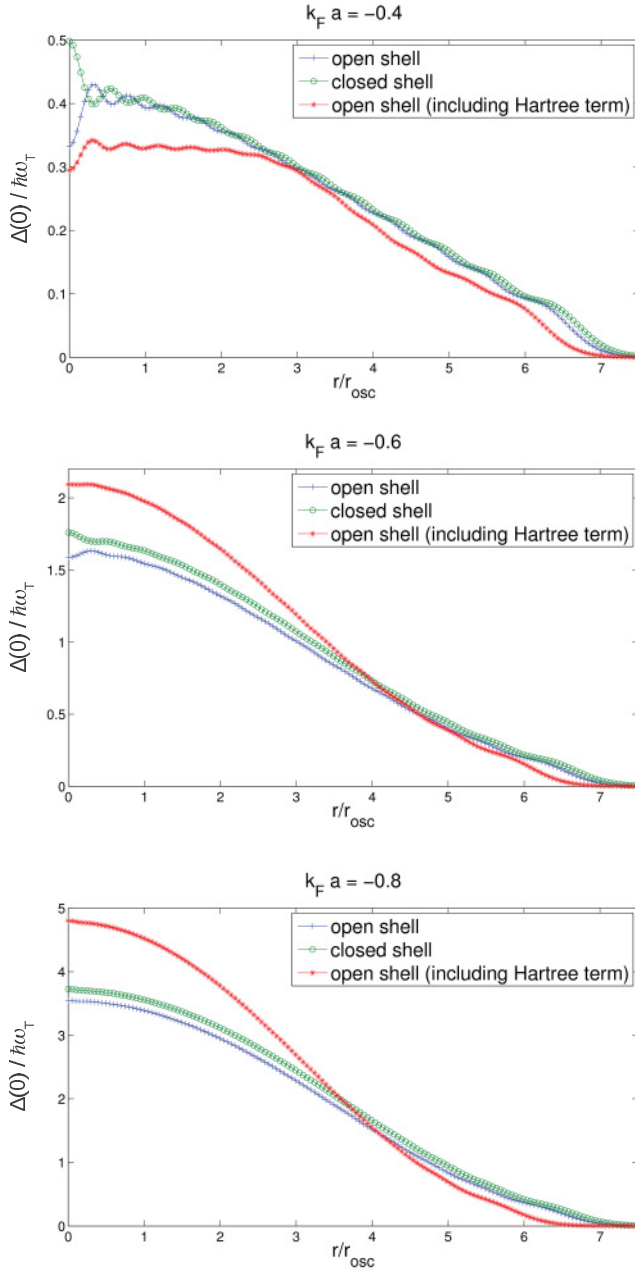 k_F a = −0.4
open shell
closed shell
open shell (including Hartree term)
Δ(0) / ħω_T
0.5
0.4
0.3
0.2
0.1
0
0 1 2 3 4 5 6 7
r/r_osc
k_F a = −0.6
open shell
closed shell
open shell (including Hartree term)
Δ(0) / ħω_T
2
1.5
1
0.5
0
0 1 2 3 4 5 6 7
r/r_osc
k_F a = −0.8
open shell
closed shell
open shell (including Hartree term)
Δ(0) / ħω_T
5
4
3
2
1
0
0 1 2 3 4 5 6 7
r/r_osc